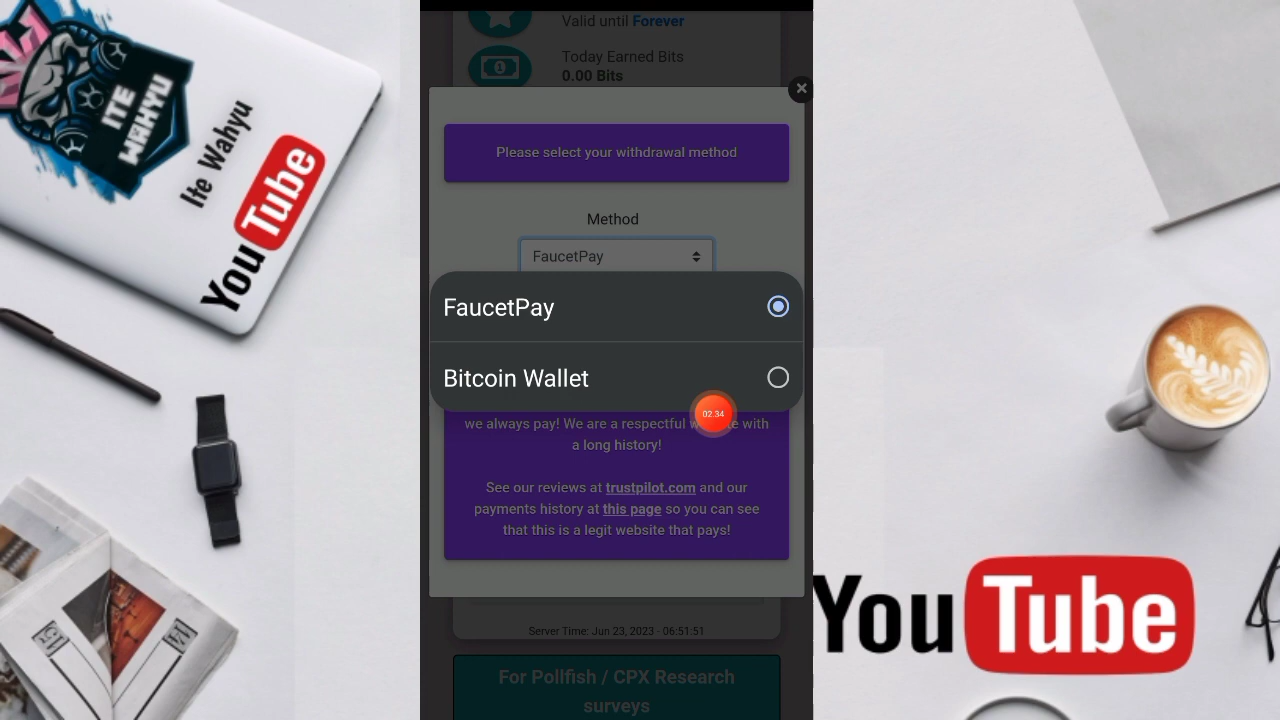 ITE
WAHYU
Ite Wahyu
YouTube
Valid until Forever
Today Earned Bits
0.00 Bits
Please select your withdrawal method
Method
FaucetPay
FaucetPay
Bitcoin Wallet
02:34
we always pay! We are a respectful with
a long history!
See our reviews at trustpilot.com and our
payments history at this page so you can see
that this is a legit website that pays!
Server Time: Jun 23, 2023 - 06:51:51
For Pollfish / CPX Research
surveys
YouTube